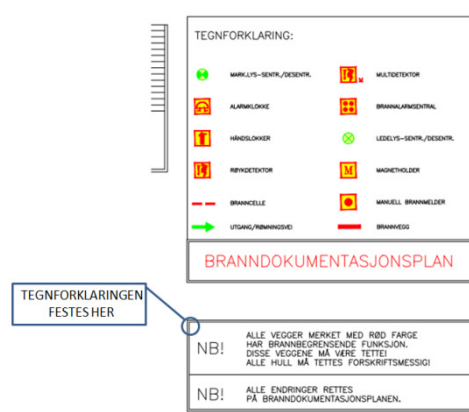 TEGNFORKLARING:
MARK.LYS-SENTR./DESENTR.
M
MULTIDETEKTOR
ALARMKLOKKE
BRANNALARMSENTRAL
HÅNDSLOKKER
LEDELYS-SENTR./DESENTR.
RØYKDETEKTOR
M
MAGNETHOLDER
BRANNCELLE
MANUELL BRANNMELDER
UTGANG/RØMNINGSVEI
BRANNVEGG
BRANNDOKUMENTASJONSPLAN
TEGNFORKLARINGEN
FESTES HER
NB!
ALLE VEGGER MERKET MED RØD FARGE
HAR BRANNBEGRENSENDE FUNKSJON.
DISSE VEGGENE MÅ VÆRE TETTE!
ALLE HULL MÅ TETTES FORSKRIFTSMESSIG!
NB!
ALLE ENDRINGER RETTES
PÅ BRANNDOKUMENTASJONSPLANEN.